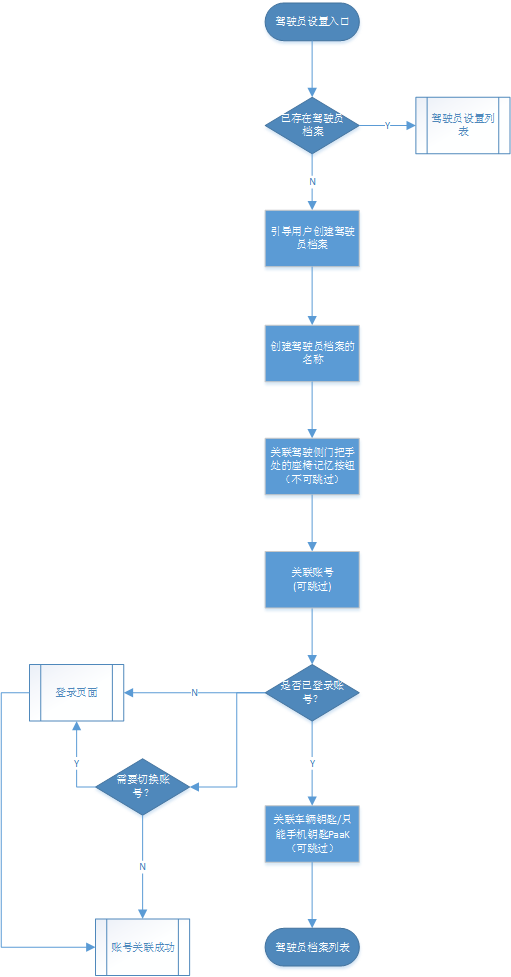 驾驶员设置入口
已存在驾驶员
档案
Y
驾驶员设置列
表
N
引导用户创建驾驶
员档案
创建驾驶员档案的
名称
关联驾驶侧门把手
处的座椅记忆按钮
（不可跳过）
关联账号
(可跳过)
是否已登录账
号？
N
登录页面
Y
需要切换账
号？
Y
关联车辆钥匙/只
能手机钥匙PaaK
（可跳过）
N
账号关联成功
驾驶员档案列表